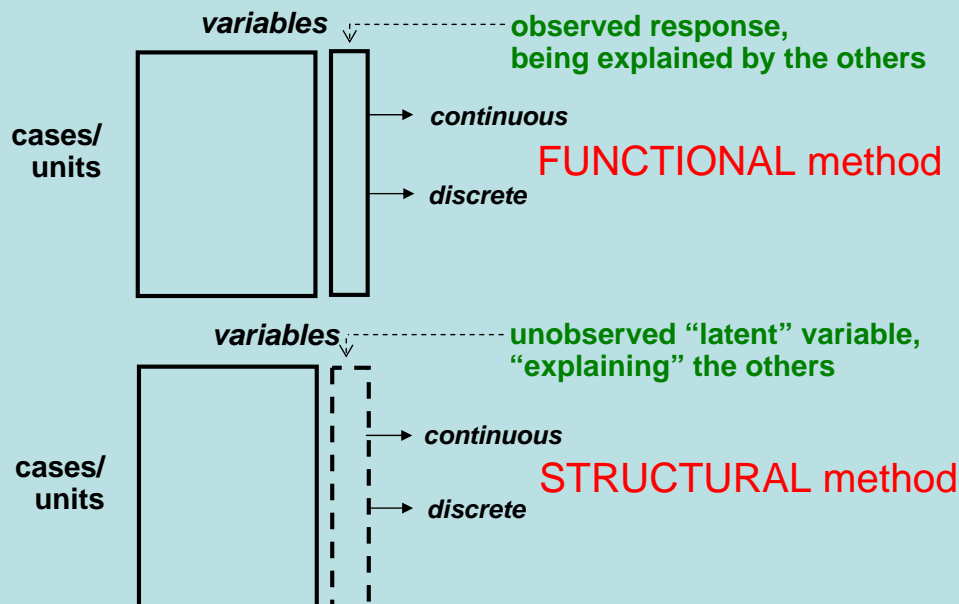 variables
observed response,
being explained by the others
continuous
cases/
units
FUNCTIONAL method
discrete
variables
unobserved “latent” variable,
“explaining” the others
continuous
cases/
units
STRUCTURAL method
discrete